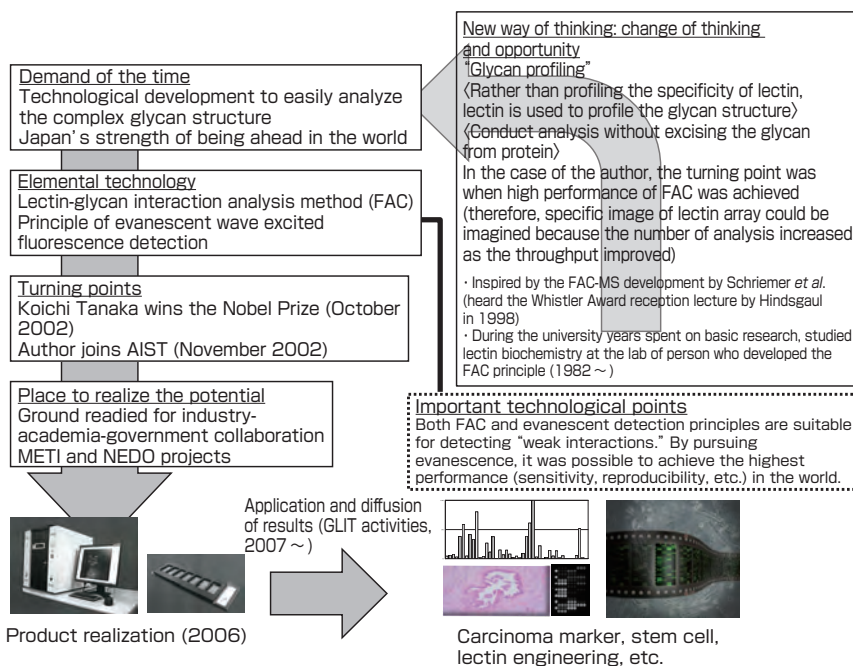 Demand of the time
Technological development to easily analyze
the complex glycan structure
Japan's strength of being ahead in the world
Elemental technology
Lectin-glycan interaction analysis method (FAC)
Principle of evanescent wave excited
fluorescence detection
Turning points
Koichi Tanaka wins the Nobel Prize (October
2002)
Author joins AIST (November 2002)
Place to realize the potential
Ground readied for industry-
academia-government collaboration
METI and NEDO projects
New way of thinking: change of thinking
and opportunity
"Glycan profiling"
〈Rather than profiling the specificity of lectin,
lectin is used to profile the glycan structure〉
〈Conduct analysis without excising the glycan
from protein〉
In the case of the author, the turning point was
when high performance of FAC was achieved
(therefore, specific image of lectin array could be
imagined because the number of analysis increased
as the throughput improved)
・Inspired by the FAC-MS development by Schriemer et al.
(heard the Whistler Award reception lecture by Hindsgaul
in 1998)
・During the university years spent on basic research, studied
lectin biochemistry at the lab of person who developed the
FAC principle (1982～)
Important technological points
Both FAC and evanescent detection principles are suitable
for detecting "weak interactions." By pursuing
evanescence, it was possible to achieve the highest
performance (sensitivity, reproducibility, etc.) in the world.
Application and diffusion
of results (GLIT activities,
2007～)
Product realization (2006)
Carcinoma marker, stem cell,
lectin engineering, etc.